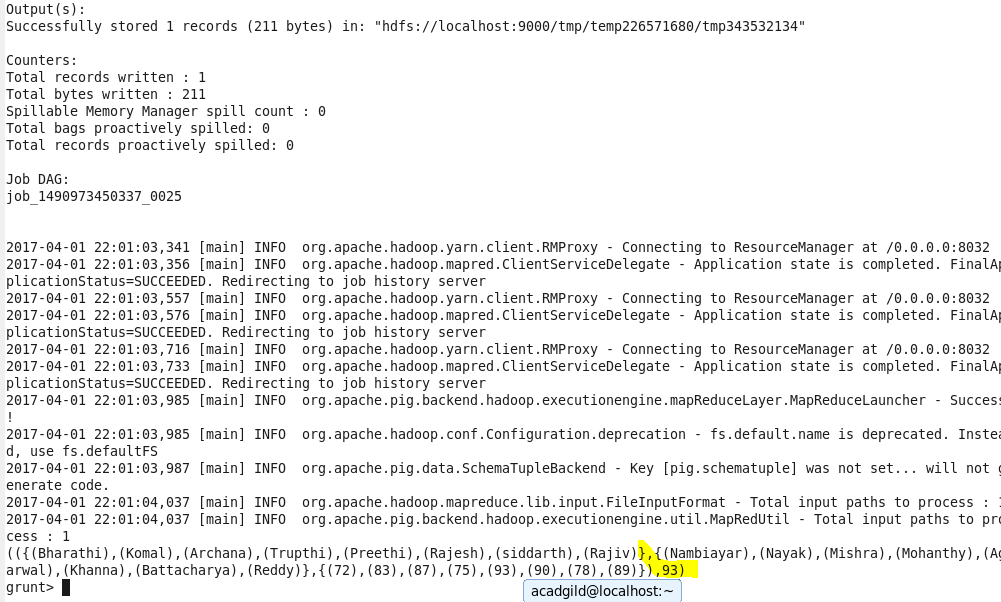 Output(s):
Successfully stored 1 records (211 bytes) in: "hdfs://localhost:9000/tmp/temp226571680/tmp343532134"
Counters:
Total records written : 1
Total bytes written : 211
Spillable Memory Manager spill count : 0
Total bags proactively spilled: 0
Total records proactively spilled: 0
Job DAG:
job_1490973450337_0025
2017-04-01 22:01:03,341 [main] INFO  org.apache.hadoop.yarn.client.RMProxy - Connecting to ResourceManager at /0.0.0.0:8032
2017-04-01 22:01:03,356 [main] INFO  org.apache.hadoop.mapred.ClientServiceDelegate - Application state is completed. FinalAp
plicationStatus=SUCCEEDED. Redirecting to job history server
2017-04-01 22:01:03,557 [main] INFO  org.apache.hadoop.yarn.client.RMProxy - Connecting to ResourceManager at /0.0.0.0:8032
2017-04-01 22:01:03,576 [main] INFO  org.apache.hadoop.mapred.ClientServiceDelegate - Application state is completed. FinalAp
plicationStatus=SUCCEEDED. Redirecting to job history server
2017-04-01 22:01:03,716 [main] INFO  org.apache.hadoop.yarn.client.RMProxy - Connecting to ResourceManager at /0.0.0.0:8032
2017-04-01 22:01:03,733 [main] INFO  org.apache.hadoop.mapred.ClientServiceDelegate - Application state is completed. FinalAp
plicationStatus=SUCCEEDED. Redirecting to job history server
2017-04-01 22:01:03,985 [main] INFO  org.apache.pig.backend.hadoop.executionengine.mapReduceLayer.MapReduceLauncher - Success
!
2017-04-01 22:01:03,985 [main] INFO  org.apache.hadoop.conf.Configuration.deprecation - fs.default.name is deprecated. Instea
d, use fs.defaultFS
2017-04-01 22:01:03,987 [main] INFO  org.apache.pig.data.SchemaTupleBackend - Key [pig.schematuple] was not set... will not g
enerate code.
2017-04-01 22:01:04,037 [main] INFO  org.apache.hadoop.mapreduce.lib.input.FileInputFormat - Total input paths to process : 1
2017-04-01 22:01:04,037 [main] INFO  org.apache.pig.backend.hadoop.executionengine.util.MapRedUtil - Total input paths to pro
cess : 1
(({(Bharathi),(Komal),(Archana),(Trupthi),(Preethi),(Rajesh),(siddarth),(Rajiv)},{(Nambiayar),(Nayak),(Mishra),(Mohanthy),(Ag
arwal),(Khanna),(Battacharya),(Reddy)},{(72),(83),(87),(75),(93),(90),(78),(89)}),93)
grunt>
acadgild@localhost:~